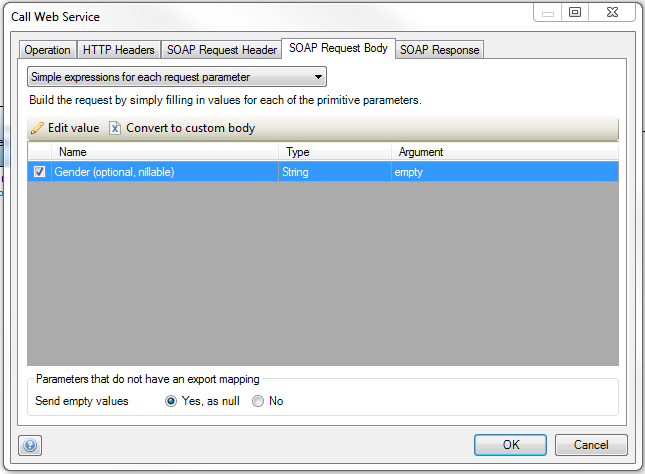 Call Web Service
Operation HTTP Headers SOAP Request Header SOAP Request Body SOAP Response
Simple expressions for each request parameter
Build the request by simply filling in values for each of the primitive parameters.
Edit value Convert to custom body
Name Type Argument
Gender (optional, nillable) String empty
Parameters that do not have an export mapping
Send empty values Yes, as null No
OK Cancel